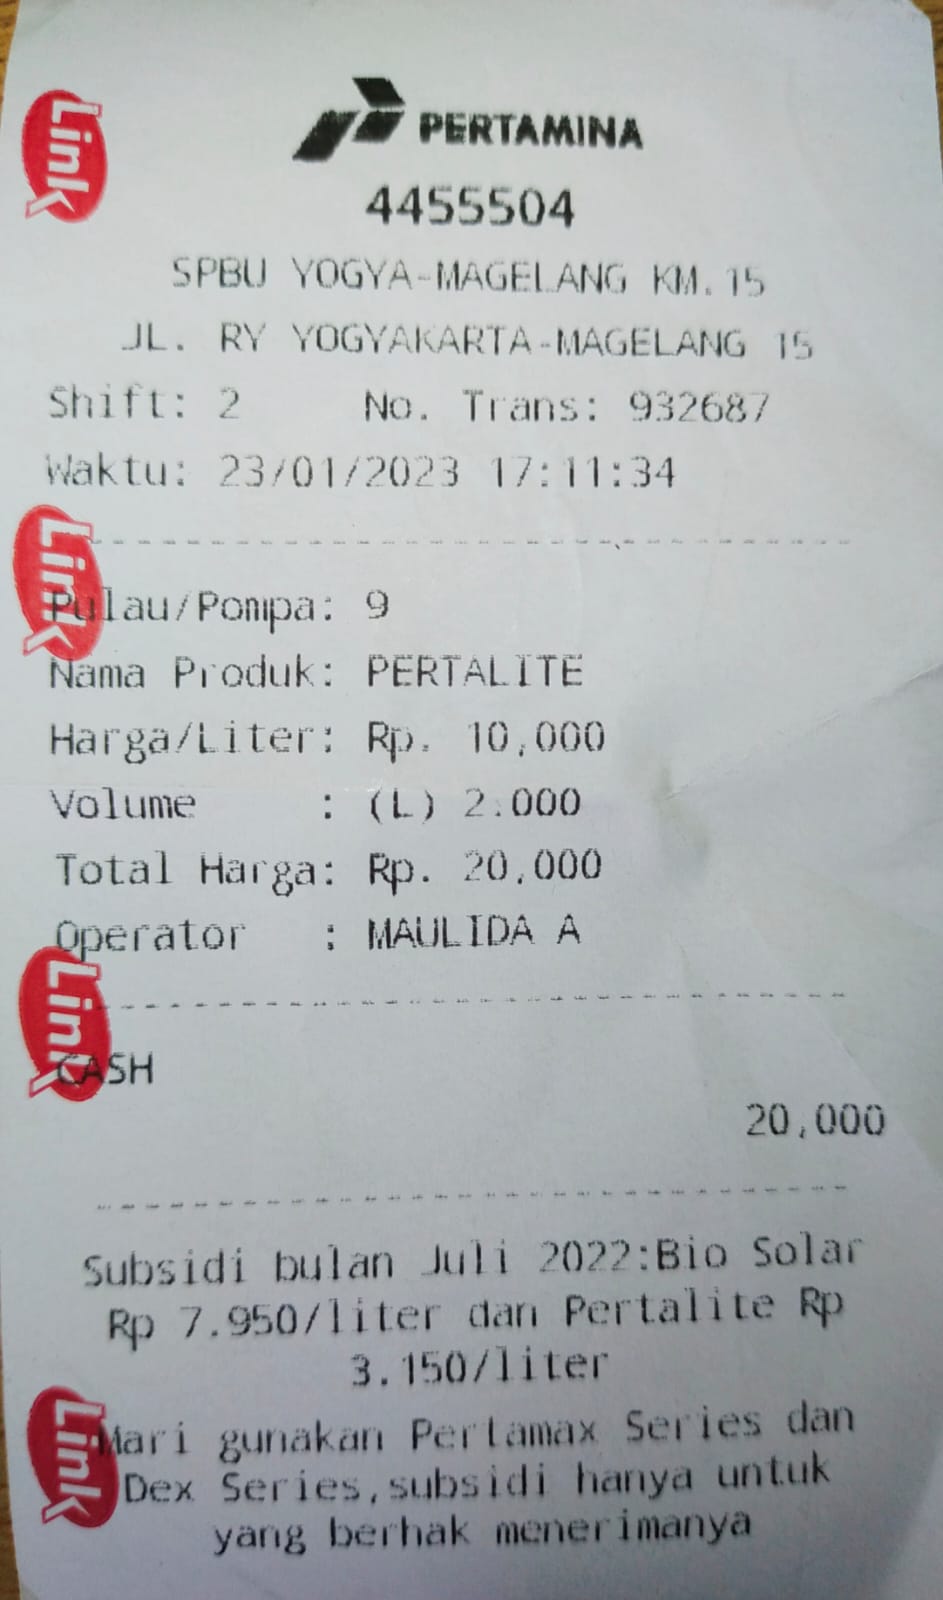 Link
PERTAMINA
4455504
SPBU YOGYA-MAGELANG KM.15
JL. RY YOGYAKARTA-MAGELANG 15
Shift: 2 No. Trans: 932687
Waktu: 23/01/2023 17:11:34
Link
Pulau/Pompa: 9
Nama Produk: PERTALITE
Harga/Liter: Rp. 10,000
Volume : (L) 2.000
Total Harga: Rp. 20,000
Operator : MAULIDA A
Link
CASH
20,000
Subsidi bulan Juli 2022:Bio Solar
Rp 7.950/liter dan Pertalite Rp
3.150/liter
Link
Mari gunakan Pertamax Series dan
Dex Series,subsidi hanya untuk
yang berhak menerimanya